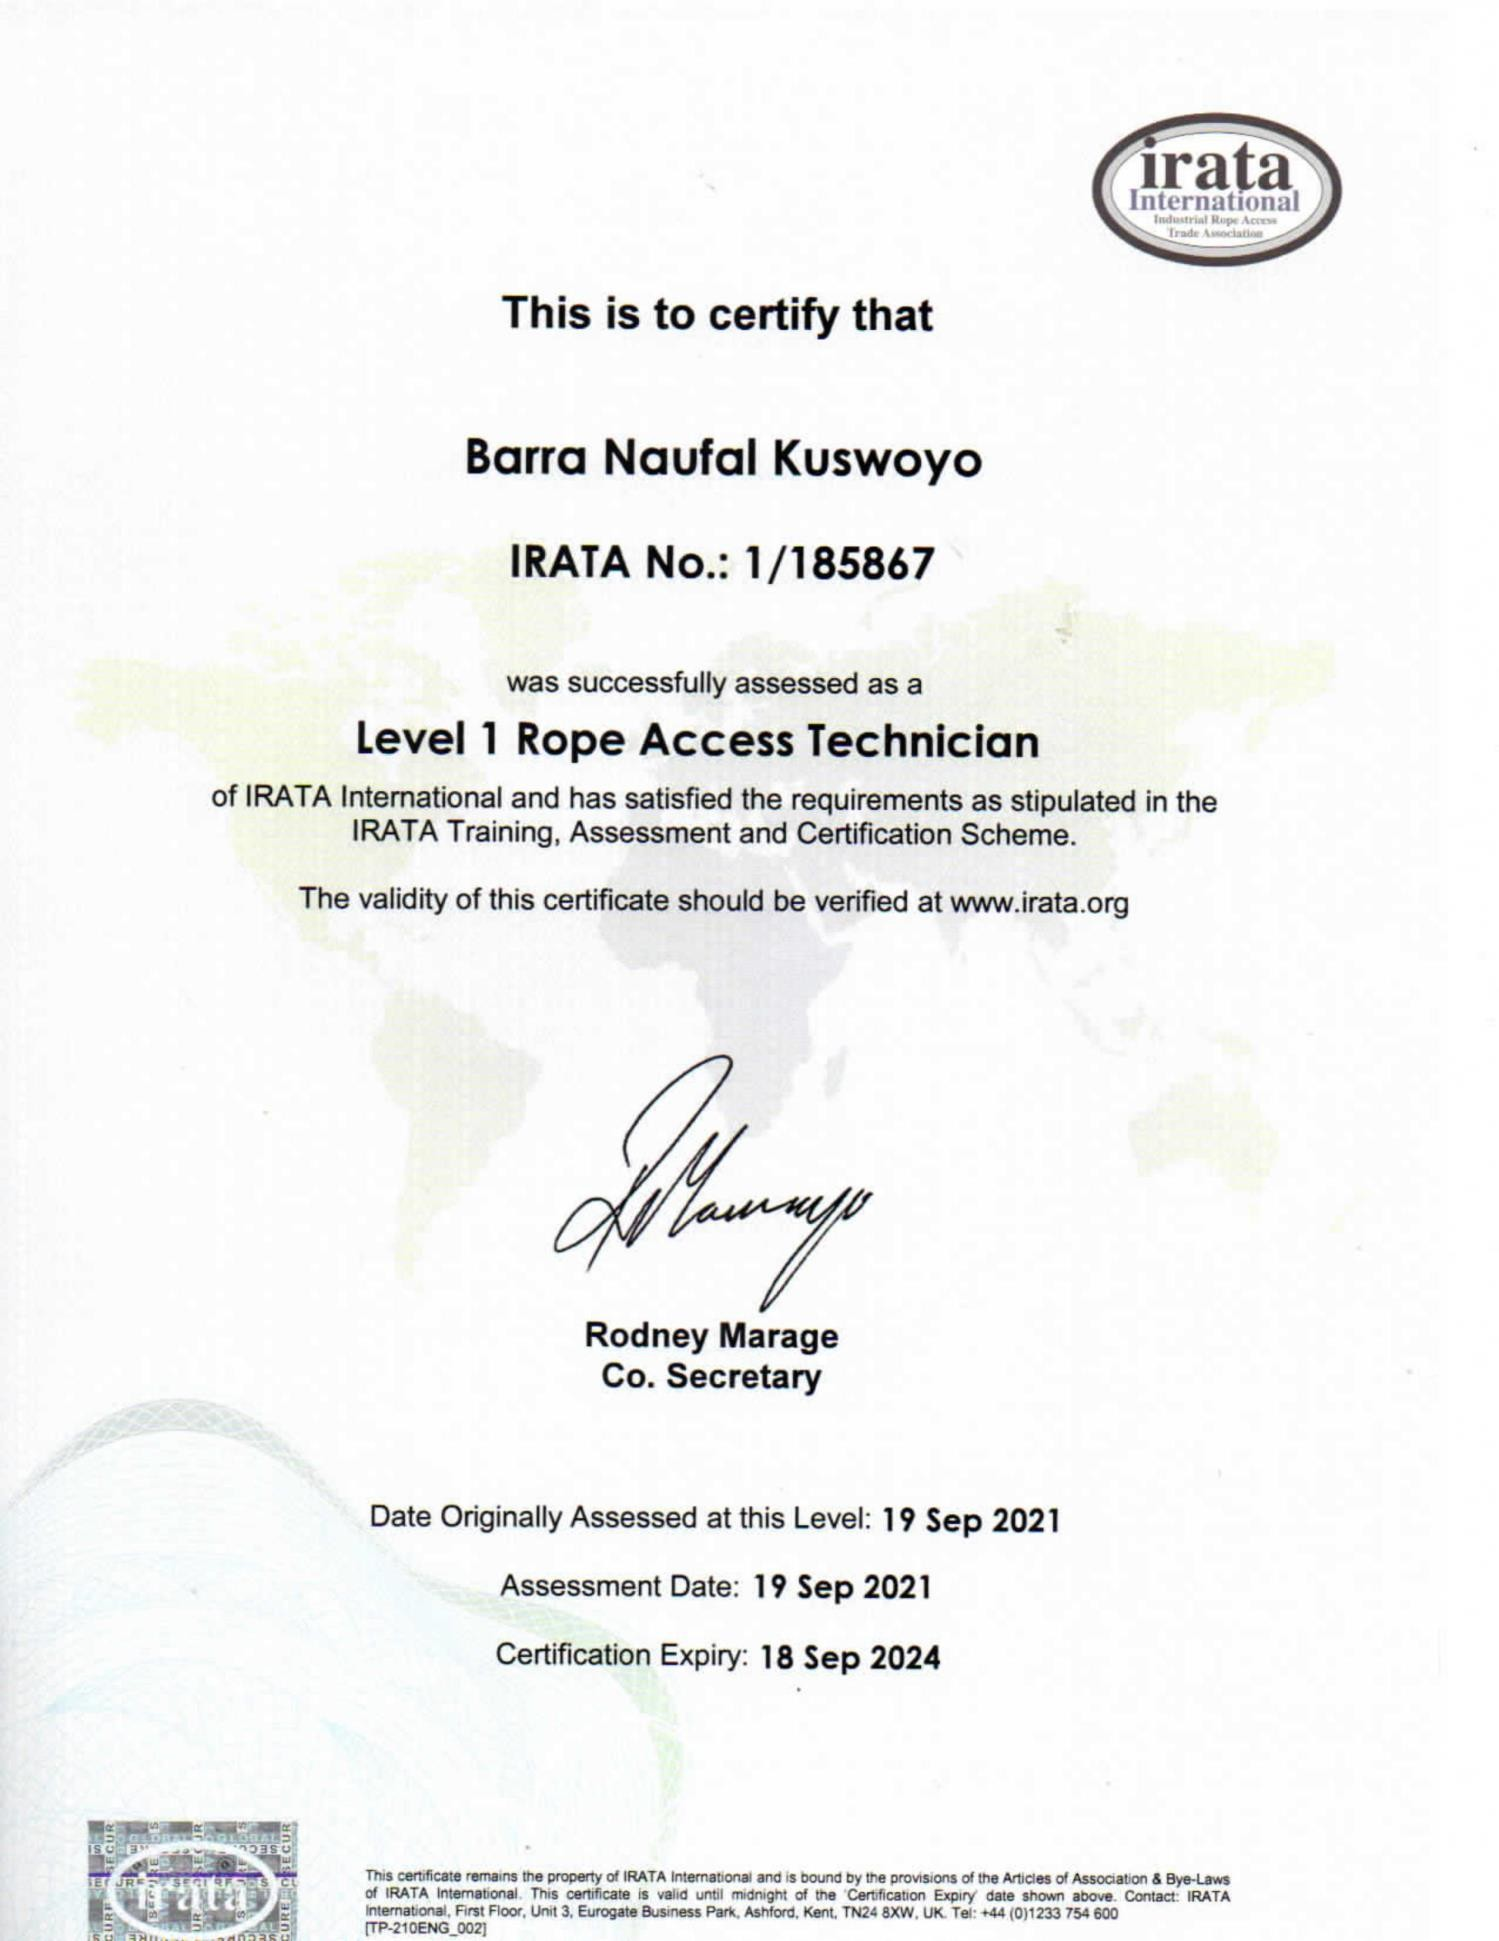 irata
International
Industrial Rope Access
Trade Association
This is to certify that
Barra Naufal Kuswoyo
IRATA No.: 1/185867
was successfully assessed as a
Level 1 Rope Access Technician
of IRATA International and has satisfied the requirements as stipulated in the
IRATA Training, Assessment and Certification Scheme.
The validity of this certificate should be verified at www.irata.org
Rodney Marage
Co. Secretary
Date Originally Assessed at this Level: 19 Sep 2021
Assessment Date: 19 Sep 2021
Certification Expiry: 18 Sep 2024
irata
This certificate remains the property of IRATA International and is bound by the provisions of the Articles of Association & Bye-Laws
of IRATA International. This certificate is valid until midnight of the 'Certification Expiry' date shown above. Contact: IRATA
International, First Floor, Unit 3, Eurogate Business Park, Ashford, Kent, TN24 8XW, UK. Tel: +44 (0)1233 754 600
[TP-210ENG_002]